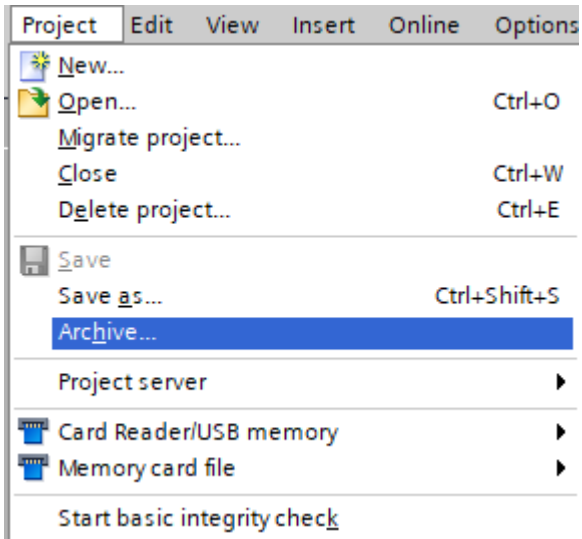 Project Edit View Insert Online Options
New...
Open... Ctrl+O
Migrate project...
Close Ctrl+W
Delete project... Ctrl+E
Save
Save as... Ctrl+Shift+S
Archive...
Project server
Card Reader/USB memory
Memory card file
Start basic integrity check